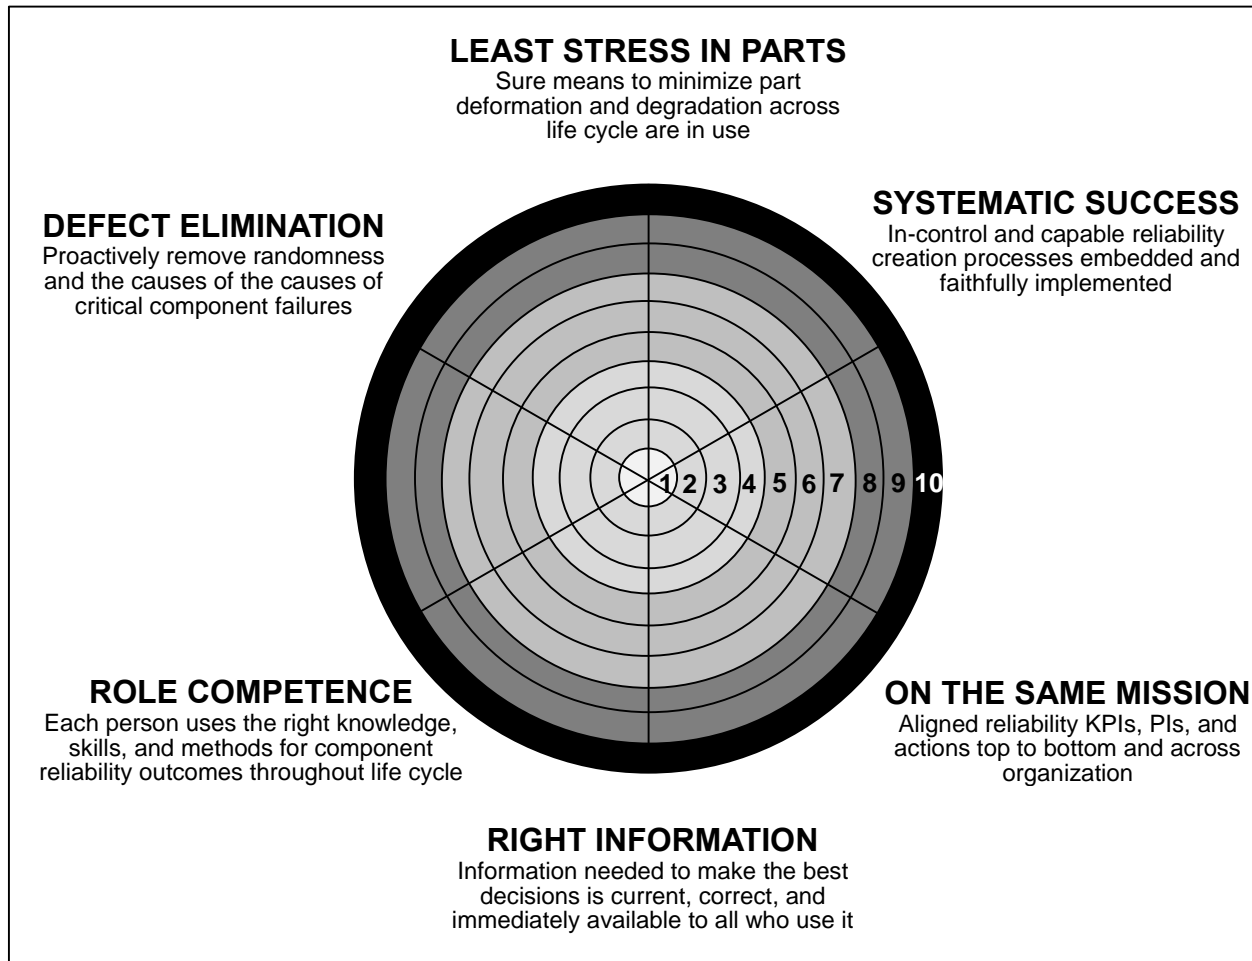 LEAST STRESS IN PARTS
Sure means to minimize part
deformation and degradation across
life cycle are in use
DEFECT ELIMINATION
Proactively remove randomness
and the causes of the causes of
critical component failures
SYSTEMATIC SUCCESS
In-control and capable reliability
creation processes embedded and
faithfully implemented
1 2 3 4 5 6 7 8 9 10
ROLE COMPETENCE
Each person uses the right knowledge,
skills, and methods for component
reliability outcomes throughout life cycle
ON THE SAME MISSION
Aligned reliability KPIs, PIs, and
actions top to bottom and across
organization
RIGHT INFORMATION
Information needed to make the best
decisions is current, correct, and
immediately available to all who use it